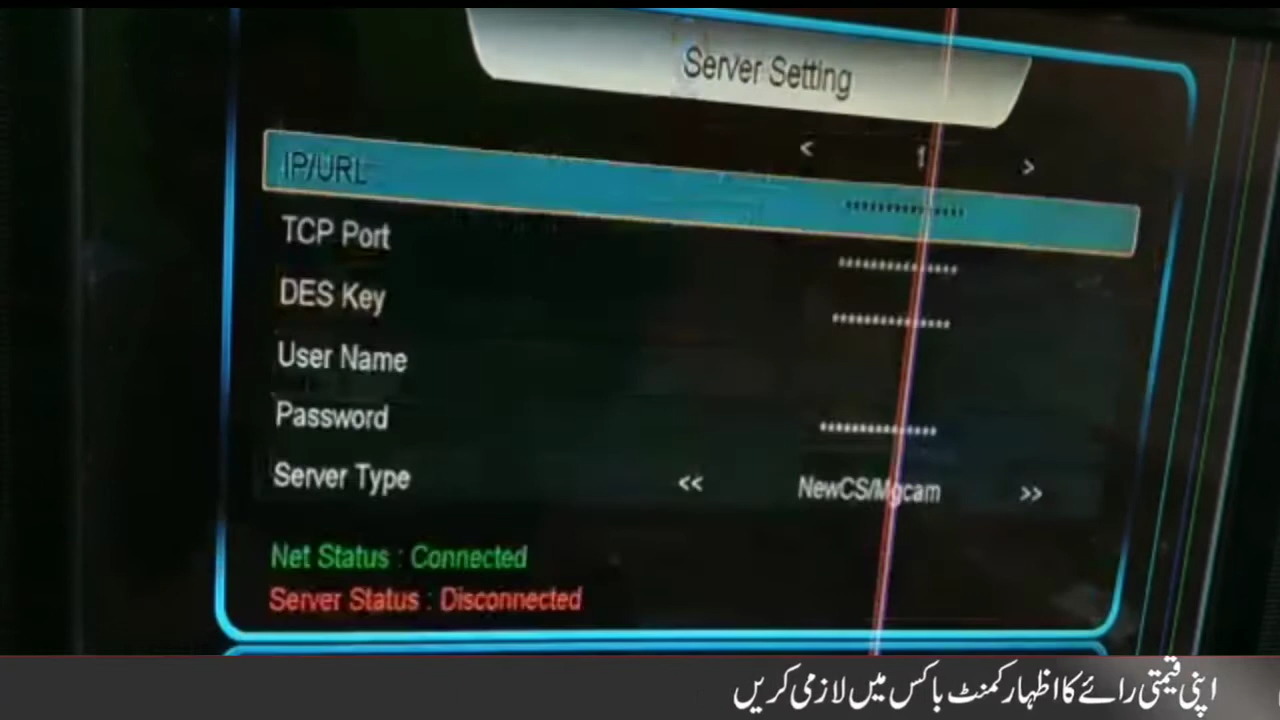 Server Setting
< 1 >
IP/URL ***************
TCP Port ***************
DES Key ***************
User Name
Password ***************
Server Type << NewCS/Mgcam >>
Net Status : Connected
Server Status : Disconnected
اپنی قیمتی رائے کا اظہار کمنٹ باکس میں لازمی کریں